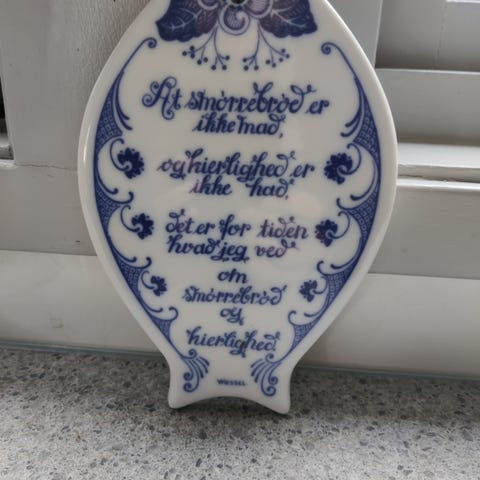 At smørrebrød er
ikke mad,
og kierlighed er
ikke had,
det er for tiden
hvad jeg ved
om
smørrebrød
og
kierlighed.
WESSEL